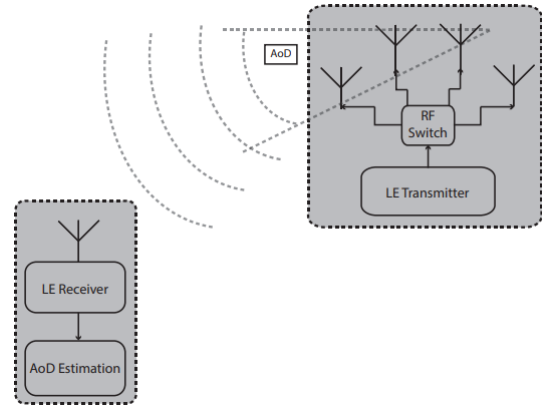 AoD
RF
Switch
LE Transmitter
LE Receiver
AoD Estimation